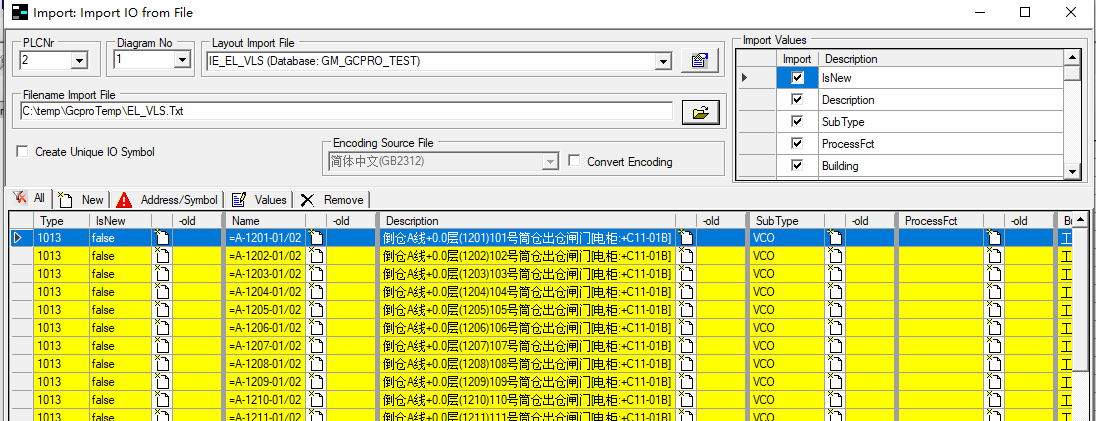 Import: Import IO from File
PLCNr
Diagram No
Layout Import File
Import Values
2
1
IE_EL_VLS (Database: GM_GCPRO_TEST)
Import Description
IsNew
Description
SubType
ProcessFct
Building
Filename Import File
C:\temp\GcproTemp\EL_VLS.Txt
Create Unique IO Symbol
Encoding Source File
简体中文(GB2312)
Convert Encoding
All New Address/Symbol Values Remove
Type IsNew -old Name -old Description -old SubType -old ProcessFct -old
1013 false =A-1201-01/02 倒仓A线+0.0层(1201)101号筒仓出仓闸门[电柜:+C11-01B] VCO 工
1013 false =A-1202-01/02 倒仓A线+0.0层(1202)102号筒仓出仓闸门[电柜:+C11-01B] VCO 工
1013 false =A-1203-01/02 倒仓A线+0.0层(1203)103号筒仓出仓闸门[电柜:+C11-01B] VCO 工
1013 false =A-1204-01/02 倒仓A线+0.0层(1204)104号筒仓出仓闸门[电柜:+C11-01B] VCO 工
1013 false =A-1205-01/02 倒仓A线+0.0层(1205)105号筒仓出仓闸门[电柜:+C11-01B] VCO 工
1013 false =A-1206-01/02 倒仓A线+0.0层(1206)106号筒仓出仓闸门[电柜:+C11-01B] VCO 工
1013 false =A-1207-01/02 倒仓A线+0.0层(1207)107号筒仓出仓闸门[电柜:+C11-01B] VCO 工
1013 false =A-1208-01/02 倒仓A线+0.0层(1208)108号筒仓出仓闸门[电柜:+C11-01B] VCO 工
1013 false =A-1209-01/02 倒仓A线+0.0层(1209)109号筒仓出仓闸门[电柜:+C11-01B] VCO 工
1013 false =A-1210-01/02 倒仓A线+0.0层(1210)110号筒仓出仓闸门[电柜:+C11-01B] VCO 工
1013 false =A-1211-01/02 倒仓A线+0.0层(1211)111号筒仓出仓闸门[电柜:+C11-01B] VCO 工